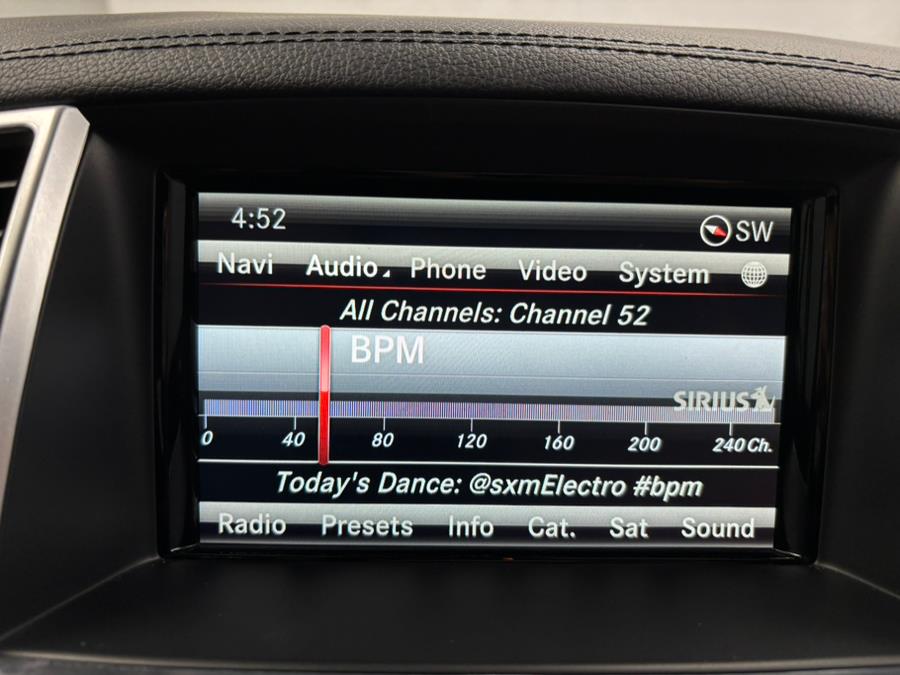 4:52 SW
Navi Audio Phone Video System
All Channels: Channel 52
BPM
SIRIUS
0 40 80 120 160 200 240 Ch.
Today's Dance: @sxmElectro #bpm
Radio Presets Info Cat. Sat Sound